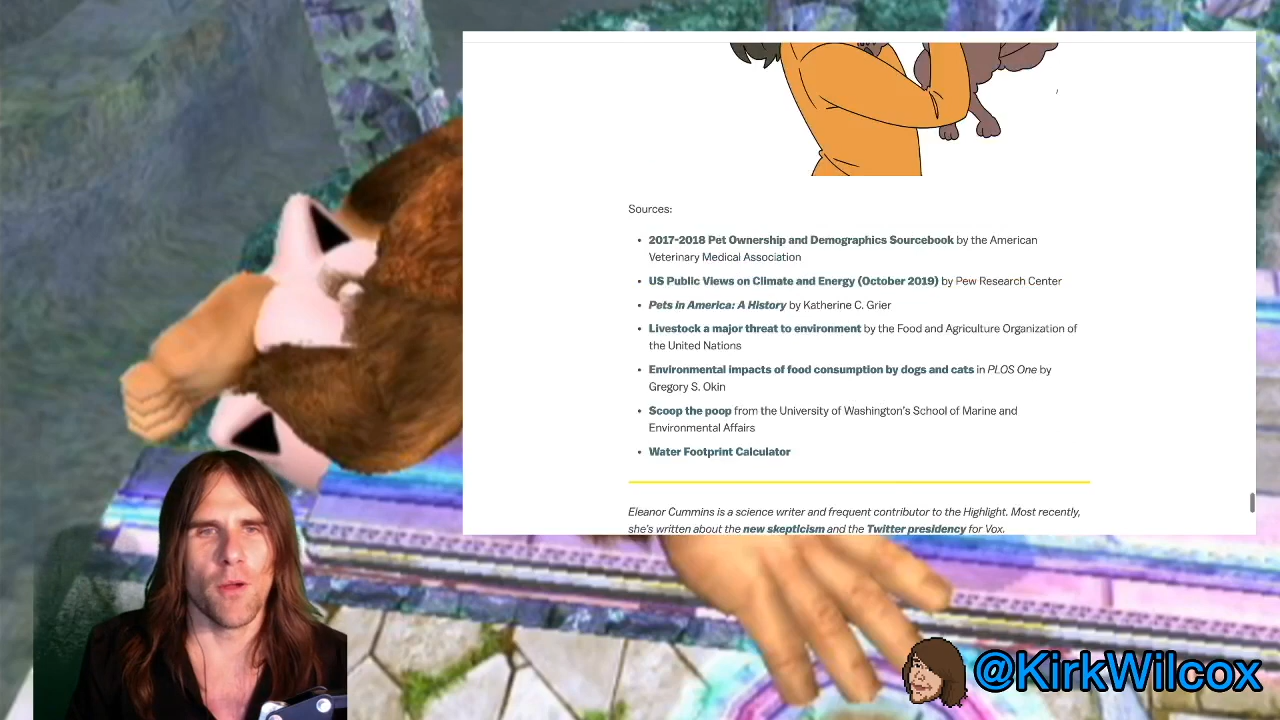 Sources:
• 2017-2018 Pet Ownership and Demographics Sourcebook by the American
Veterinary Medical Association
• US Public Views on Climate and Energy (October 2019) by Pew Research Center
• Pets in America: A History by Katherine C. Grier
• Livestock a major threat to environment by the Food and Agriculture Organization of
the United Nations
• Environmental impacts of food consumption by dogs and cats in PLOS One by
Gregory S. Okin
• Scoop the poop from the University of Washington's School of Marine and
Environmental Affairs
• Water Footprint Calculator
Eleanor Cummins is a science writer and frequent contributor to the Highlight. Most recently,
she's written about the new skepticism and the Twitter presidency for Vox.
@KirkWilcox